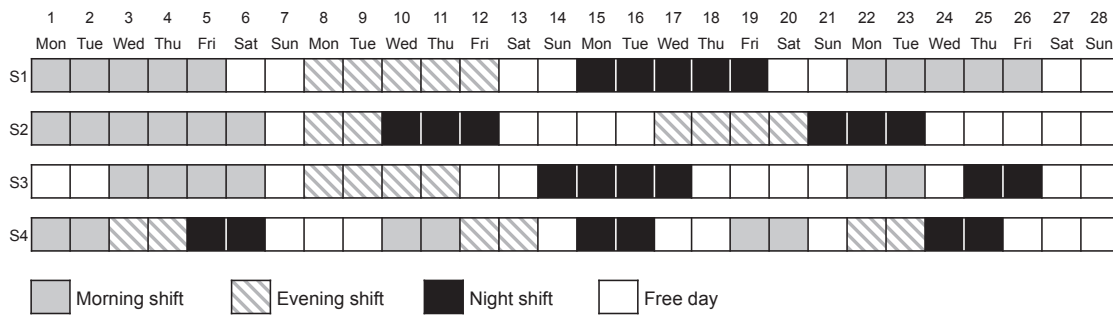 1 2 3 4 5 6 7 8 9 10 11 12 13 14 15 16 17 18 19 20 21 22 23 24 25 26 27 28
Mon Tue Wed Thu Fri Sat Sun Mon Tue Wed Thu Fri Sat Sun Mon Tue Wed Thu Fri Sat Sun Mon Tue Wed Thu Fri Sat Sun
S1
S2
S3
S4
Morning shift Evening shift Night shift Free day